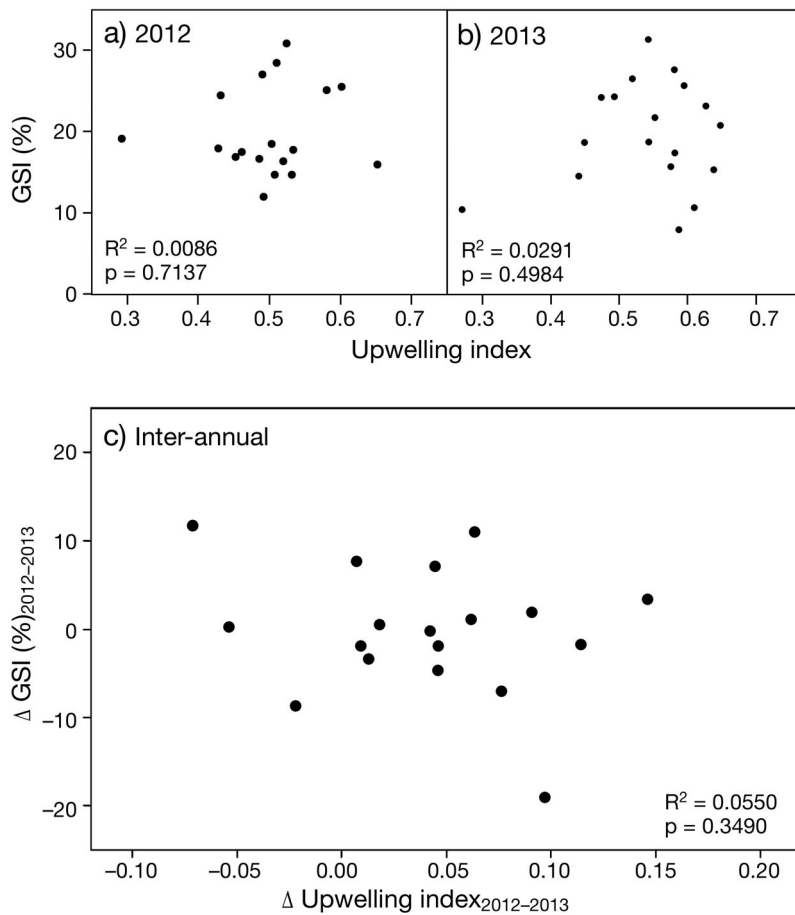 a) 2012
b) 2013
30
20
10
0
GSI (%)
R² = 0.0086
p = 0.7137
R² = 0.0291
p = 0.4984
0.3 0.4 0.5 0.6 0.7 0.3 0.4 0.5 0.6 0.7
Upwelling index
c) Inter-annual
20
10
0
−10
−20
Δ GSI (%)2012–2013
R² = 0.0550
p = 0.3490
−0.10 −0.05 0.00 0.05 0.10 0.15 0.20
Δ Upwelling index2012–2013